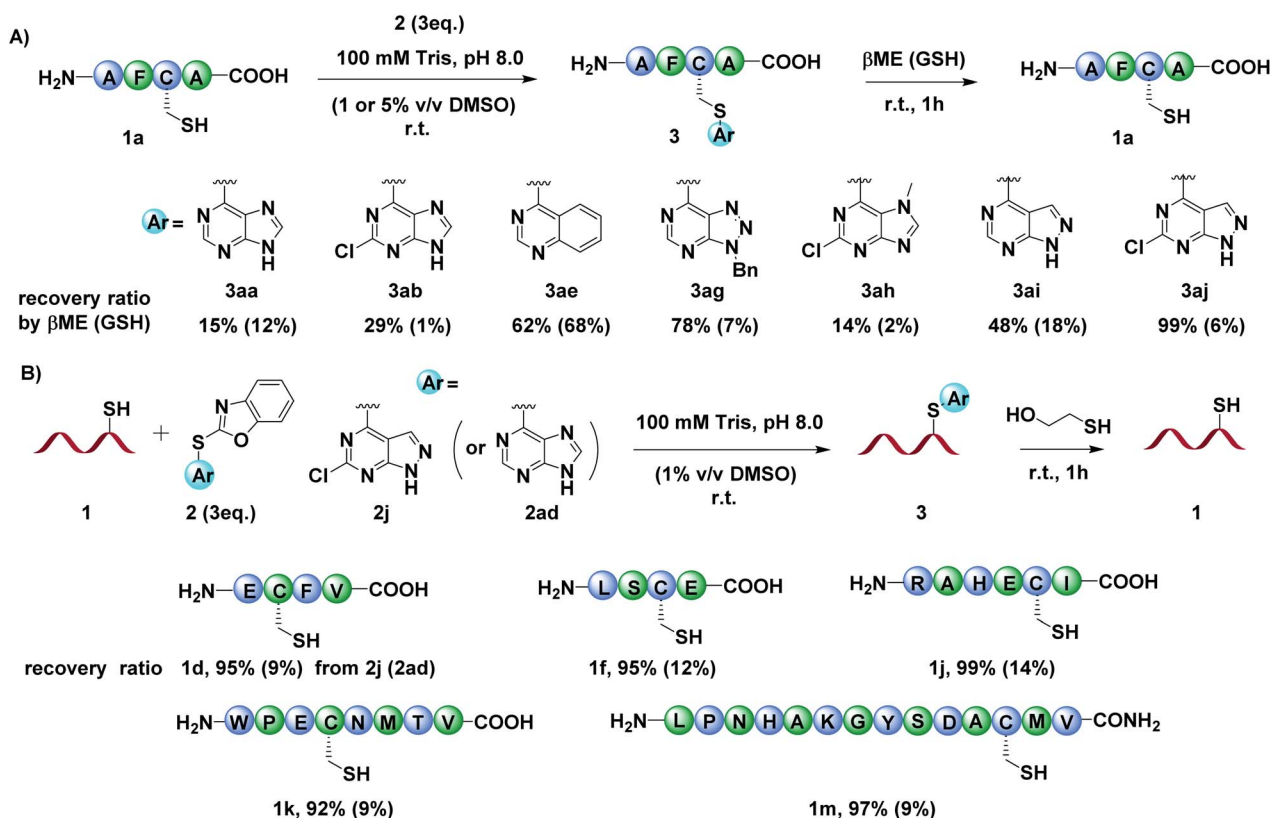 A)
2 (3eq.)
100 mM Tris, pH 8.0
(1 or 5% v/v DMSO)
r.t.
H₂N A F C A COOH
SH
1a
H₂N A F C A COOH
S
Ar
3
βME (GSH)
r.t., 1h
H₂N A F C A COOH
SH
1a
Ar =
N N N N H
Cl N N N N H
N N
N N N N N Bn
Cl N N N N
N N N N H
Cl N N N N H
3aa 3ab 3ae 3ag 3ah 3ai 3aj
recovery ratio
by βME (GSH) 15% (12%) 29% (1%) 62% (68%) 78% (7%) 14% (2%) 48% (18%) 99% (6%)
B)
SH
1
+
N O S Ar
2 (3eq.)
Ar =
Cl N N N N H
2j
(or N N N N H)
2ad
100 mM Tris, pH 8.0
(1% v/v DMSO)
r.t.
S Ar
3
HO SH
r.t., 1h
SH
1
H₂N E C F V COOH
SH
H₂N L S C E COOH
SH
H₂N R A H E C I COOH
SH
recovery ratio 1d, 95% (9%) from 2j (2ad) 1f, 95% (12%) 1j, 99% (14%)
H₂N W P E C N M T V COOH
SH
H₂N L P N H A K G Y S D A C M V CONH₂
SH
1k, 92% (9%) 1m, 97% (9%)